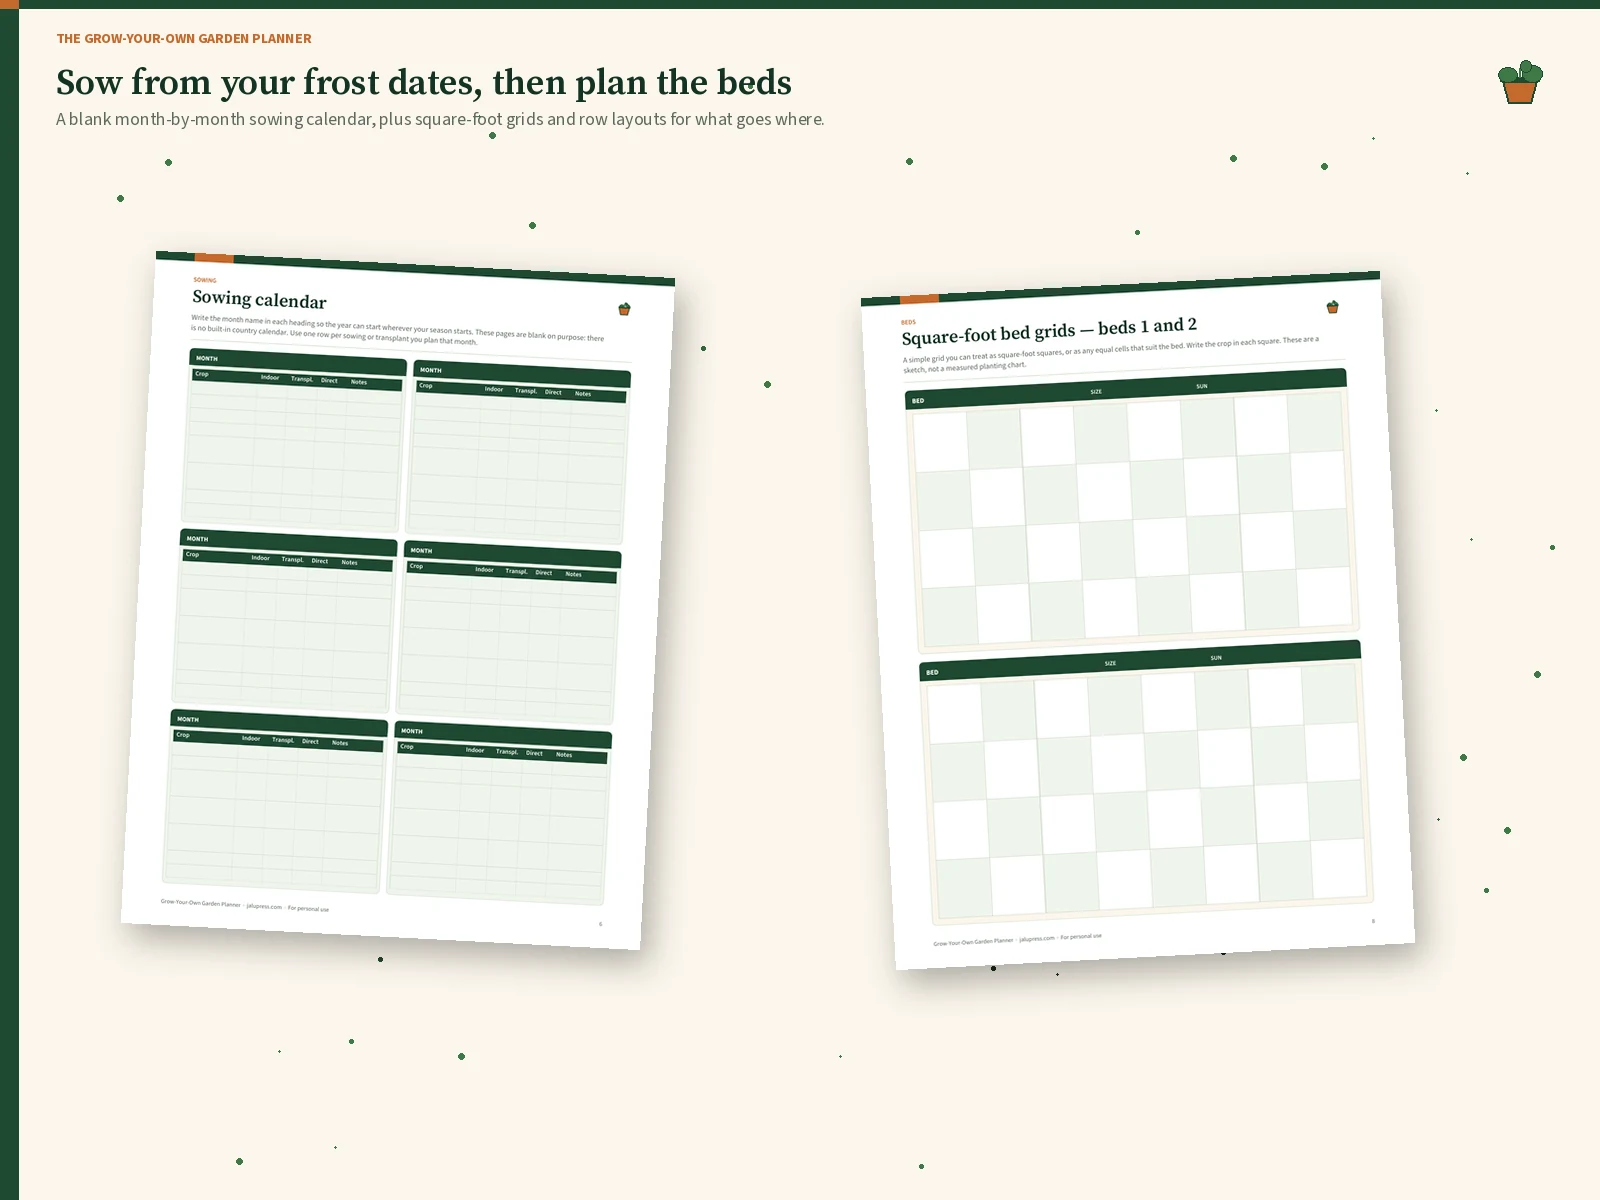 THE GROW-YOUR-OWN GARDEN PLANNER
Sow from your frost dates, then plan the beds
A blank month-by-month sowing calendar, plus square-foot grids and row layouts for what goes where.
SOWING
Sowing calendar
Write the month name in each heading so the year can start wherever your season starts. These pages are blank on purpose: there
is no built-in country calendar. Use one row per sowing or transplant you plan that month.
MONTH
Crop Indoor Transpl. Direct Notes
MONTH
Crop Indoor Transpl. Direct Notes
MONTH
Crop Indoor Transpl. Direct Notes
MONTH
Crop Indoor Transpl. Direct Notes
MONTH
Crop Indoor Transpl. Direct Notes
MONTH
Crop Indoor Transpl. Direct Notes
Grow-Your-Own Garden Planner · jalupress.com · For personal use
6
BEDS
Square-foot bed grids — beds 1 and 2
A simple grid you can treat as square-foot squares, or as any equal cells that suit the bed. Write the crop in each square. These are a
sketch, not a measured planting chart.
BED SIZE SUN
BED SIZE SUN
Grow-Your-Own Garden Planner · jalupress.com · For personal use